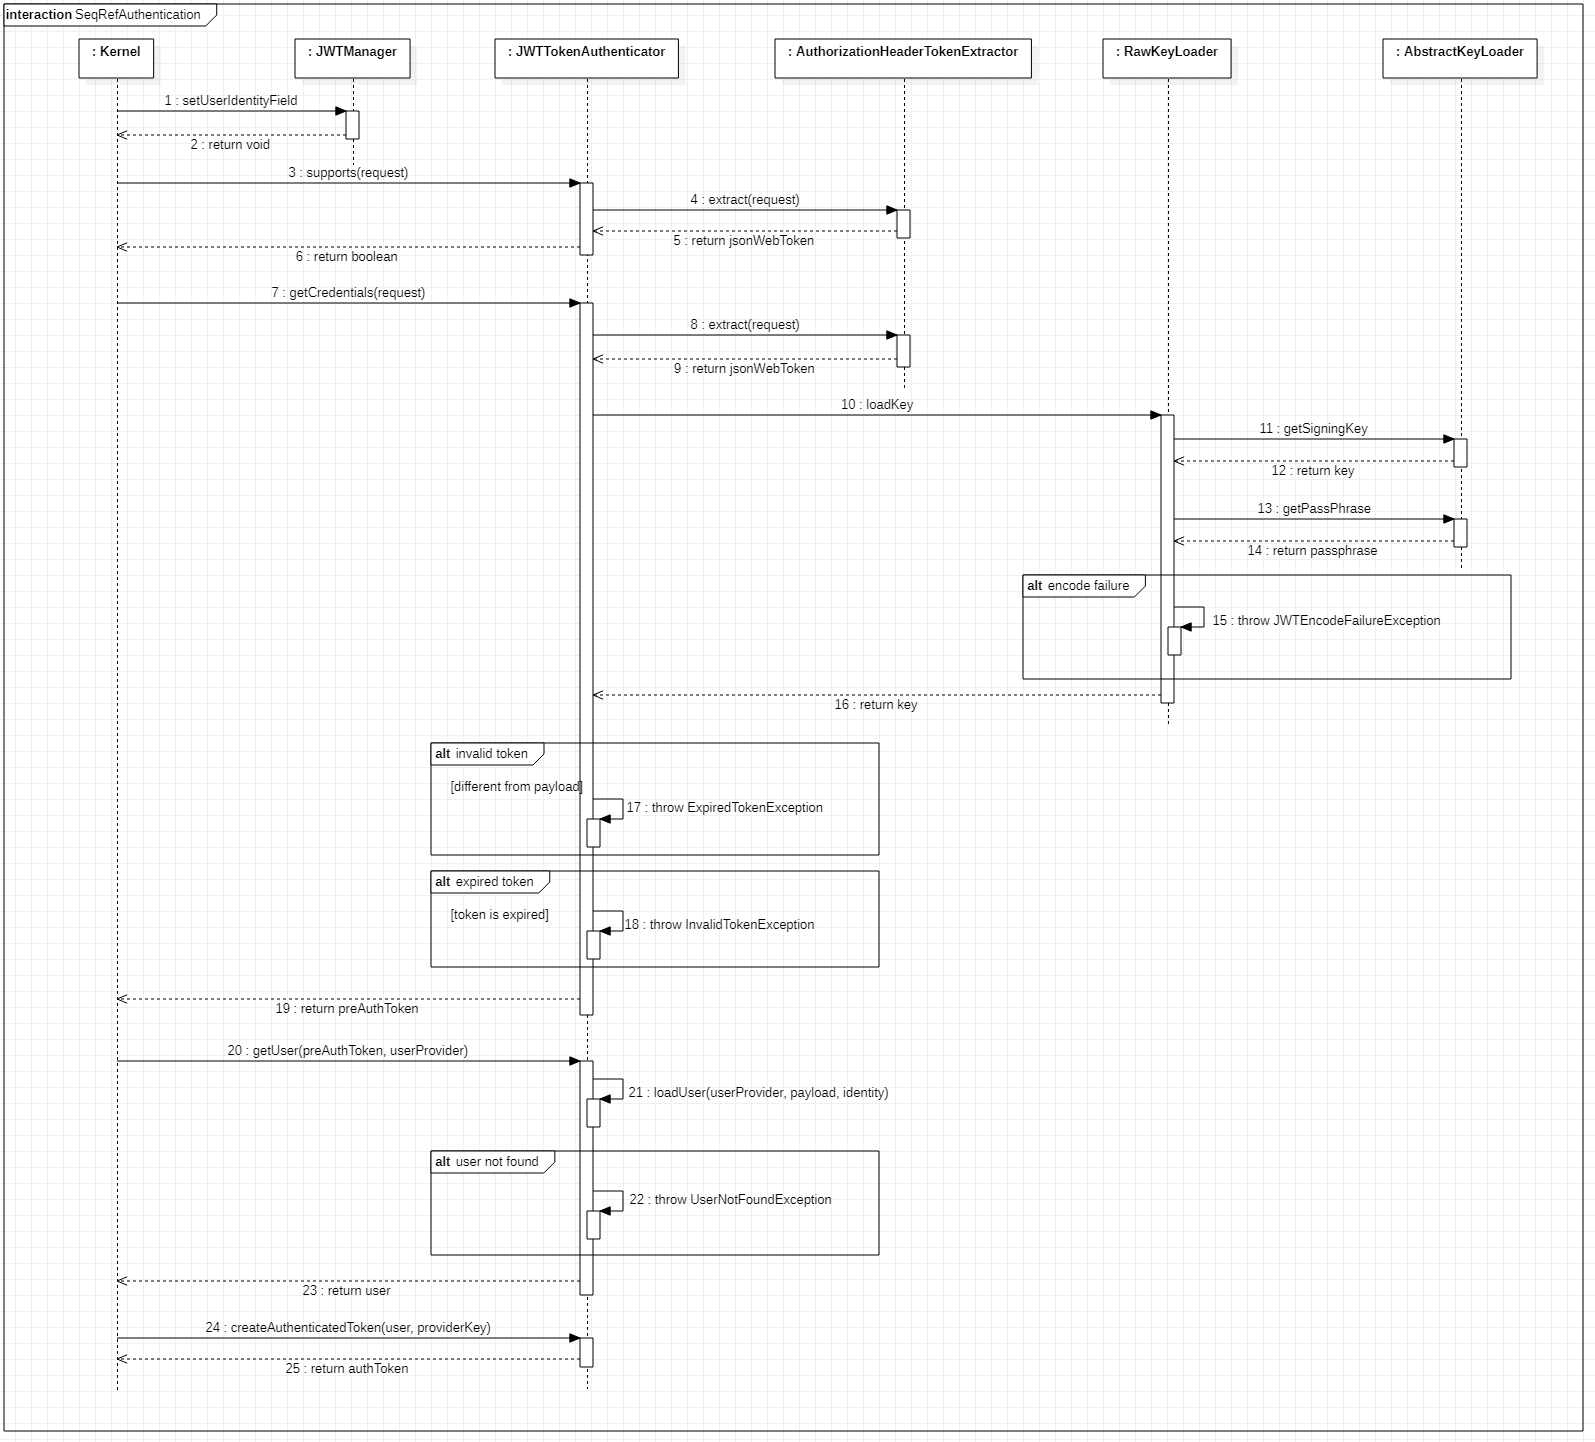 interaction SeqRefAuthentication
: Kernel
: JWTManager
: JWTTokenAuthenticator
: AuthorizationHeaderTokenExtractor
: RawKeyLoader
: AbstractKeyLoader
1 : setUserIdentityField
2 : return void
3 : supports(request)
4 : extract(request)
5 : return jsonWebToken
6 : return boolean
7 : getCredentials(request)
8 : extract(request)
9 : return jsonWebToken
10 : loadKey
11 : getSigningKey
12 : return key
13 : getPassPhrase
14 : return passphrase
alt encode failure
15 : throw JWTEncodeFailureException
16 : return key
alt invalid token
[different from payload]
17 : throw ExpiredTokenException
alt expired token
[token is expired]
18 : throw InvalidTokenException
19 : return preAuthToken
20 : getUser(preAuthToken, userProvider)
21 : loadUser(userProvider, payload, identity)
alt user not found
22 : throw UserNotFoundException
23 : return user
24 : createAuthenticatedToken(user, providerKey)
25 : return authToken